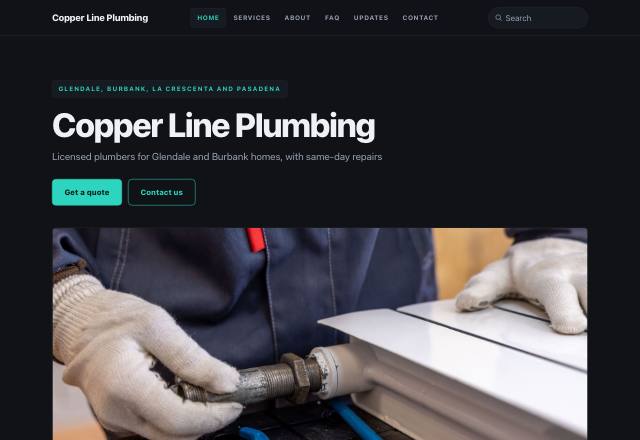 Copper Line Plumbing
HOME SERVICES ABOUT FAQ UPDATES CONTACT
Search
GLENDALE, BURBANK, LA CRESCENTA AND PASADENA
Copper Line Plumbing
Licensed plumbers for Glendale and Burbank homes, with same-day repairs
Get a quote Contact us